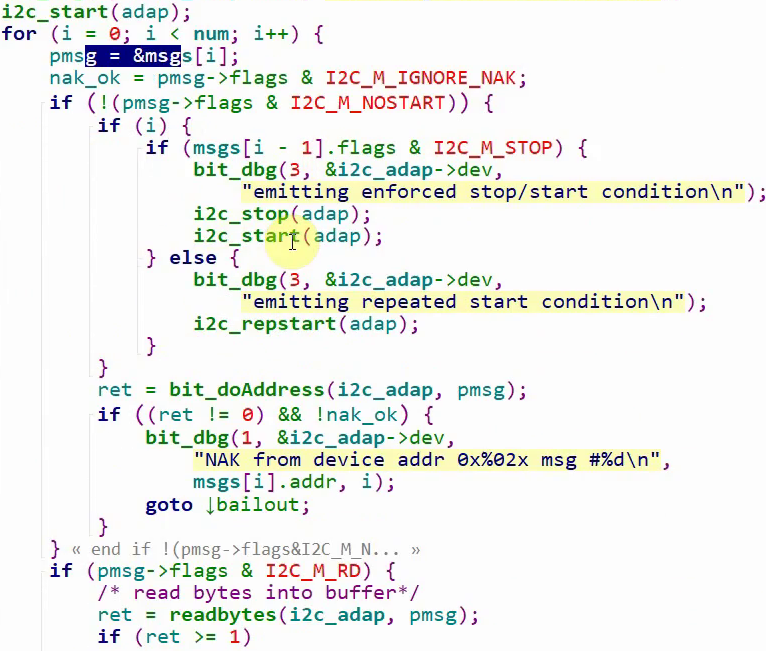 i2c_start(adap);
for (i = 0; i < num; i++) {
    pmsg = &msgs[i];
    nak_ok = pmsg->flags & I2C_M_IGNORE_NAK;
    if (!(pmsg->flags & I2C_M_NOSTART)) {
        if (i) {
            if (msgs[i - 1].flags & I2C_M_STOP) {
                bit_dbg(3, &i2c_adap->dev,
                    "emitting enforced stop/start condition\n");
                i2c_stop(adap);
                i2c_start(adap);
            } else {
                bit_dbg(3, &i2c_adap->dev,
                    "emitting repeated start condition\n");
                i2c_repstart(adap);
            }
        }
        ret = bit_doAddress(i2c_adap, pmsg);
        if ((ret != 0) && !nak_ok) {
            bit_dbg(1, &i2c_adap->dev,
                "NAK from device addr 0x%02x msg #%d\n",
                msgs[i].addr, i);
            goto ↓bailout;
        }
    } « end if !(pmsg->flags&I2C_M_N... »
    if (pmsg->flags & I2C_M_RD) {
        /* read bytes into buffer*/
        ret = readbytes(i2c_adap, pmsg);
        if (ret >= 1)